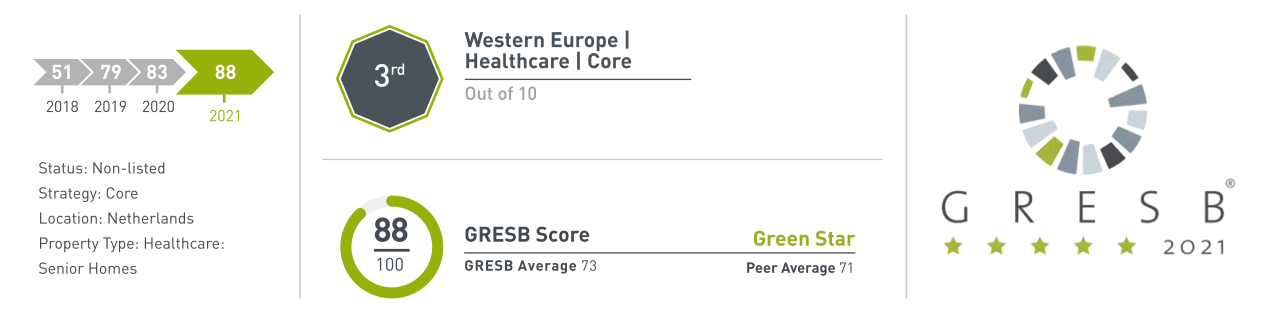 51 79 83 88
2018 2019 2020 2021
Status: Non-listed
Strategy: Core
Location: Netherlands
Property Type: Healthcare:
Senior Homes
3rd
Western Europe |
Healthcare | Core
Out of 10
88
100
GRESB Score
Green Star
GRESB Average 73
Peer Average 71
G R E S B ®
2021